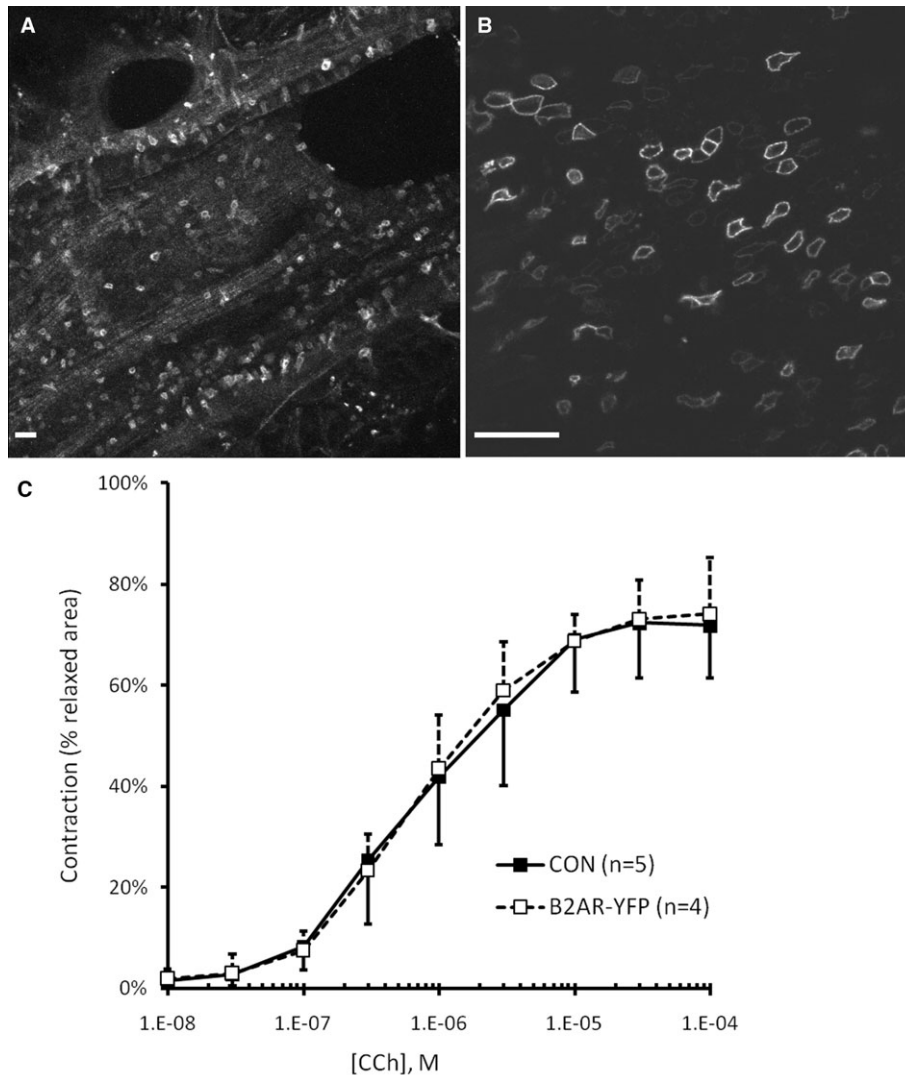 A
B
C
100%
80%
60%
40%
20%
0%
Contraction (% relaxed area)
CON (n=5)
B2AR-YFP (n=4)
1.E-08 1.E-07 1.E-06 1.E-05 1.E-04
[CCh], M